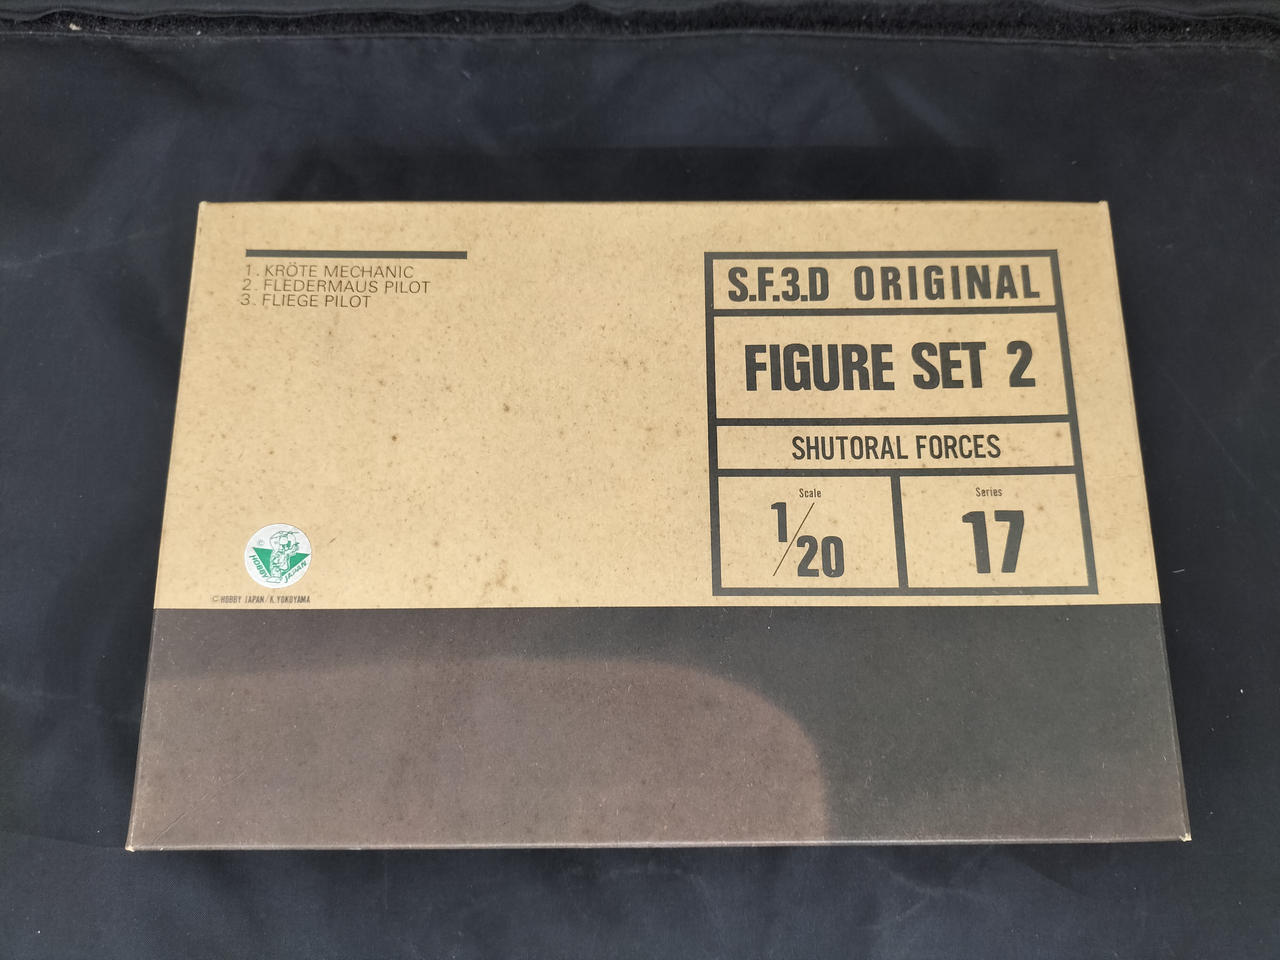 1. KRÖTE MECHANIC
2. FLEDERMAUS PILOT
3. FLIEGE PILOT
S.F.3.D ORIGINAL
FIGURE SET 2
SHUTORAL FORCES
Scale
1/20
Series
17
©
HOBBY JAPAN
© HOBBY JAPAN/K.YOKOYAMA